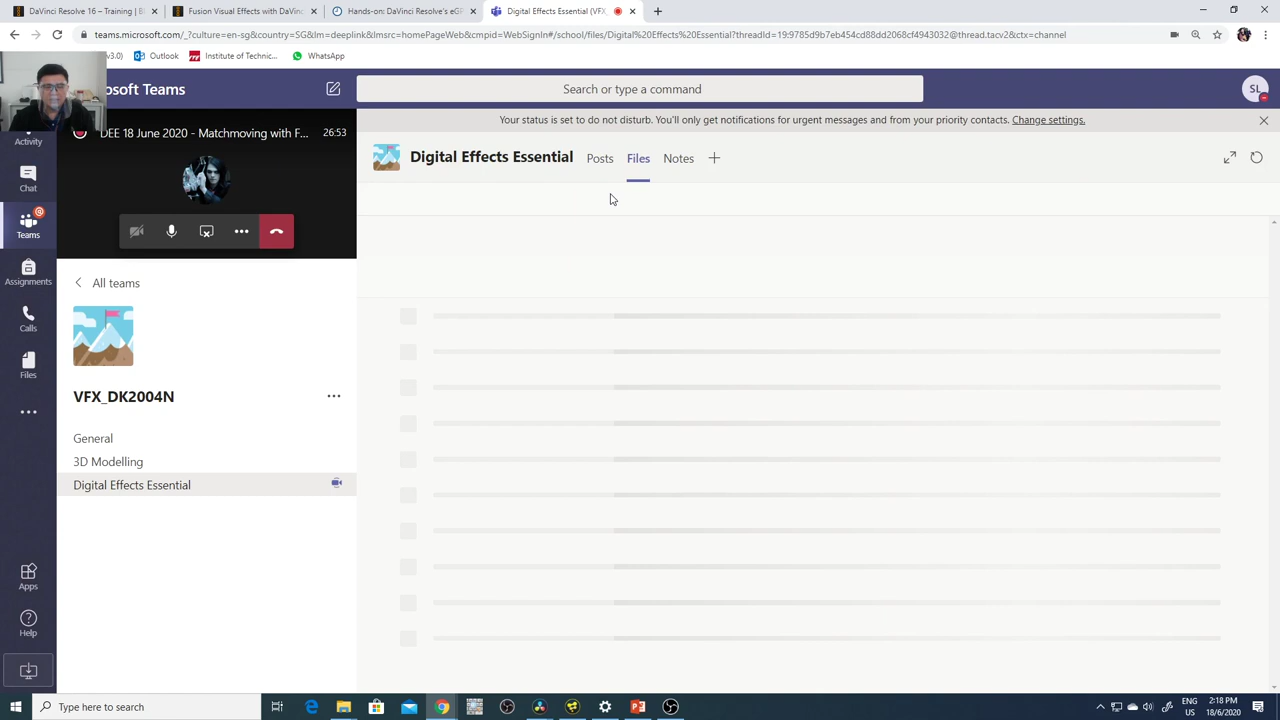 DaVinci Resolve 16 – Training | Bl
Fusion Visual Effects with DaVinc
Hands-on: DaVinci Resolve's eGP
Digital Effects Essential (VFX_
teams.microsoft.com/_?culture=en-sg&country=SG&lm=deeplink&lmsrc=homePageWeb&cmpid=WebSignIn#/school/files/Digital%20Effects%20Essential?threadId=19:9785d9b7eb454cd88dd2068cf4943032@thread.tacv2&ctx=channel
v3.0)
Outlook
Institute of Technic...
WhatsApp
osoft Teams
Search or type a command
SL
Your status is set to do not disturb. You'll only get notifications for urgent messages and from your priority contacts. Change settings.
DEE 18 June 2020 - Matchmoving with F...
26:53
Activity
Chat
Teams
Assignments
Calls
Files
Apps
Help
Digital Effects Essential
Posts
Files
Notes
All teams
VFX_DK2004N
General
3D Modelling
Digital Effects Essential
Type here to search
ENG
US
2:18 PM
18/6/2020